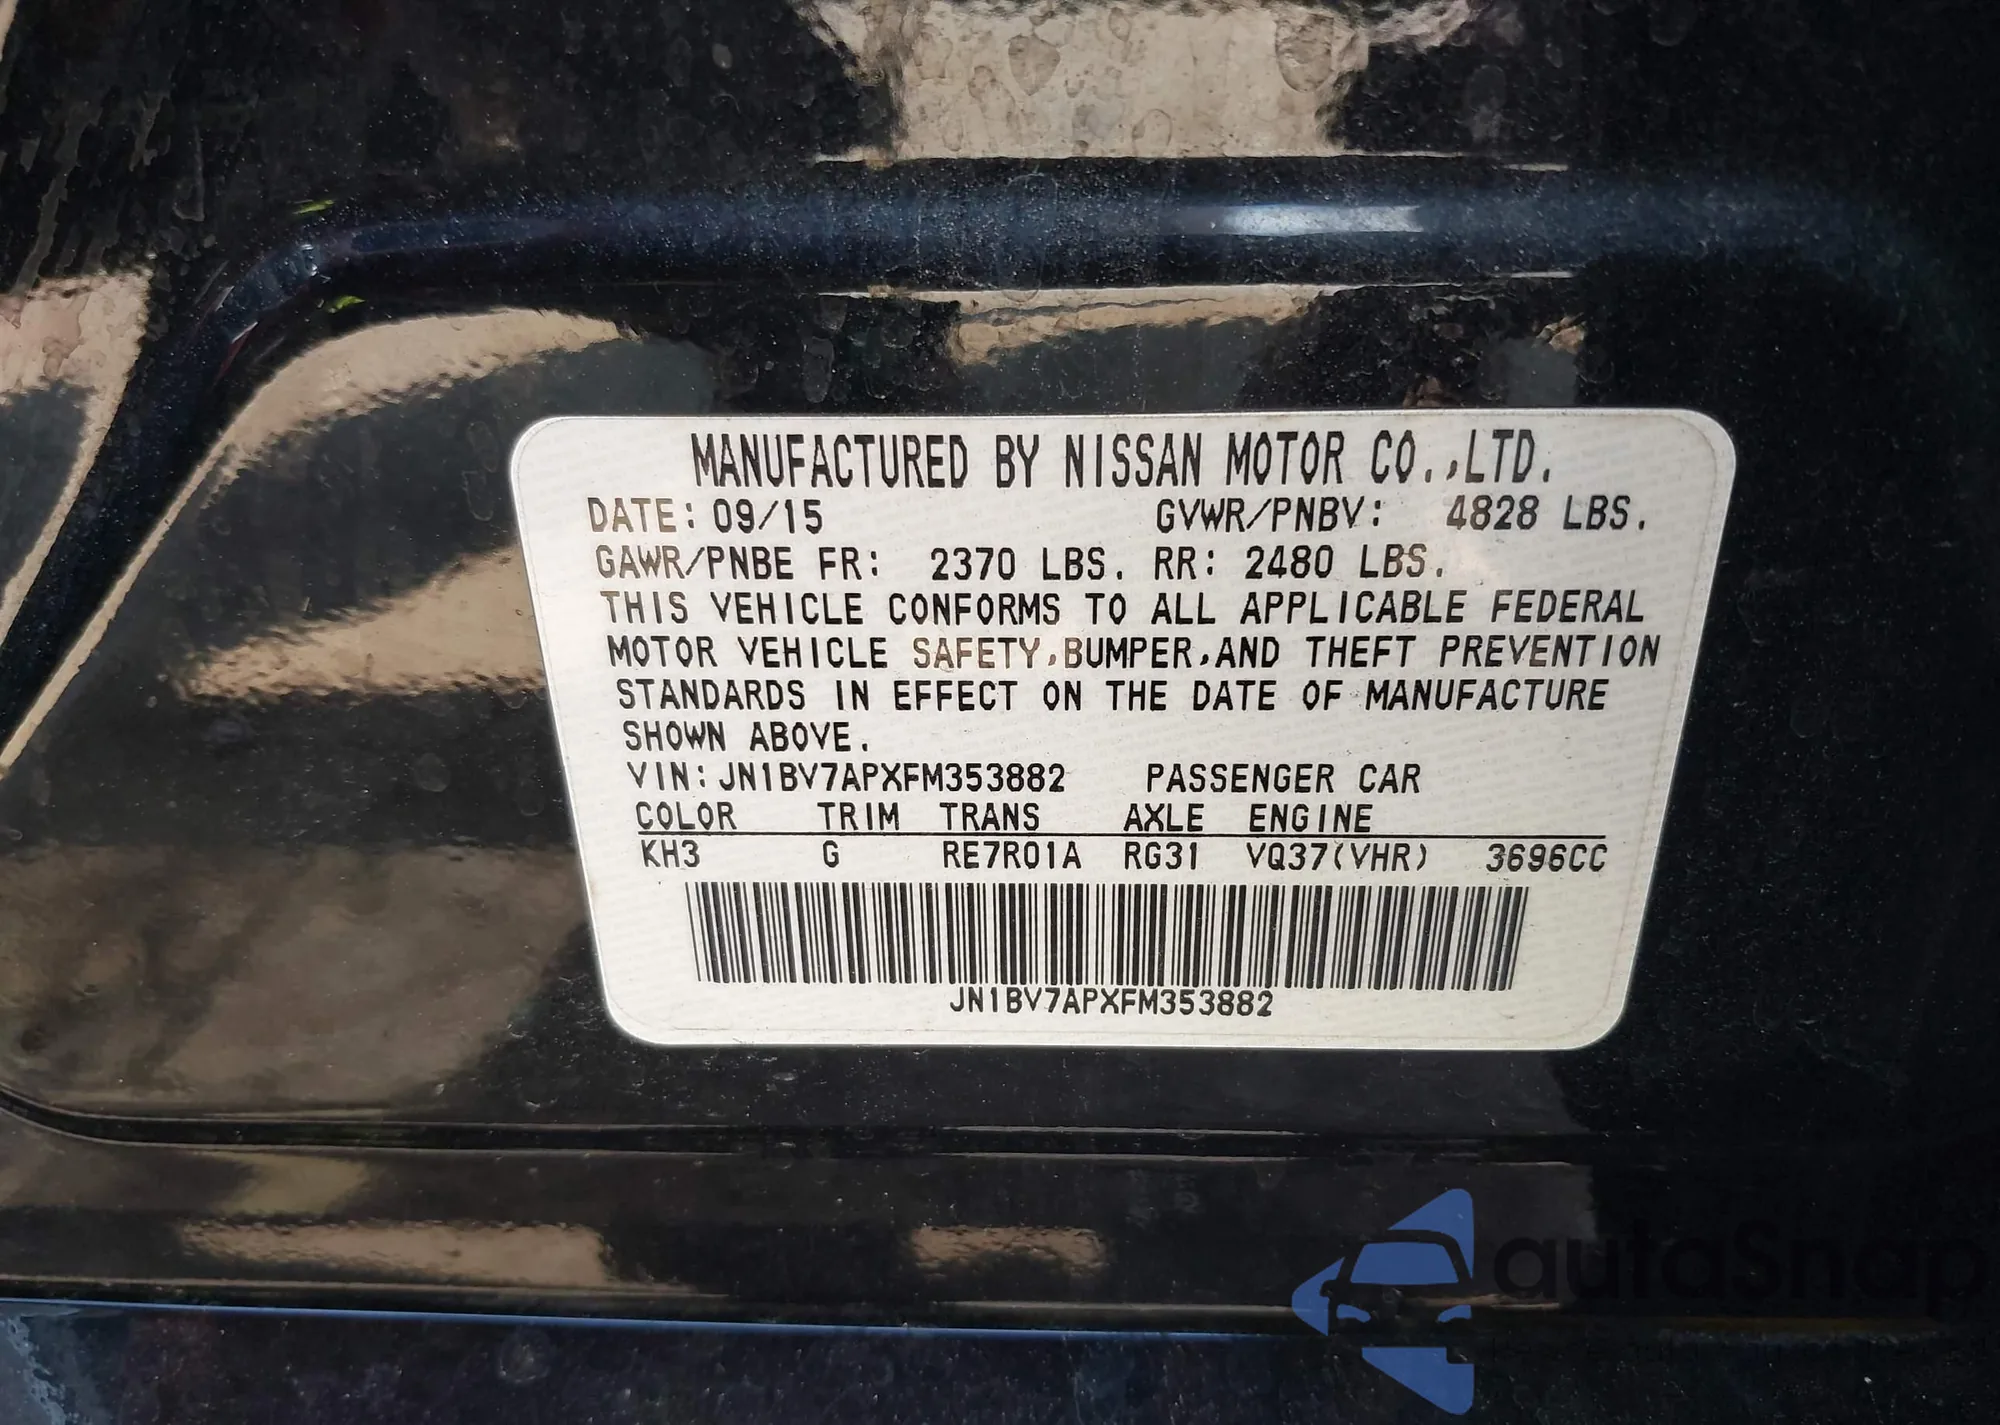 MANUFACTURED BY NISSAN MOTOR CO.,LTD.
DATE: 09/15 GVWR/PNBV: 4828 LBS.
GAWR/PNBE FR: 2370 LBS. RR: 2480 LBS.
THIS VEHICLE CONFORMS TO ALL APPLICABLE FEDERAL
MOTOR VEHICLE SAFETY,BUMPER,AND THEFT PREVENTION
STANDARDS IN EFFECT ON THE DATE OF MANUFACTURE
SHOWN ABOVE.
VIN: JN1BV7APXFM353882 PASSENGER CAR
COLOR TRIM TRANS AXLE ENGINE
KH3 G RE7R01A RG31 VQ37(VHR) 3696CC
JN1BV7APXFM353882
autoSnap